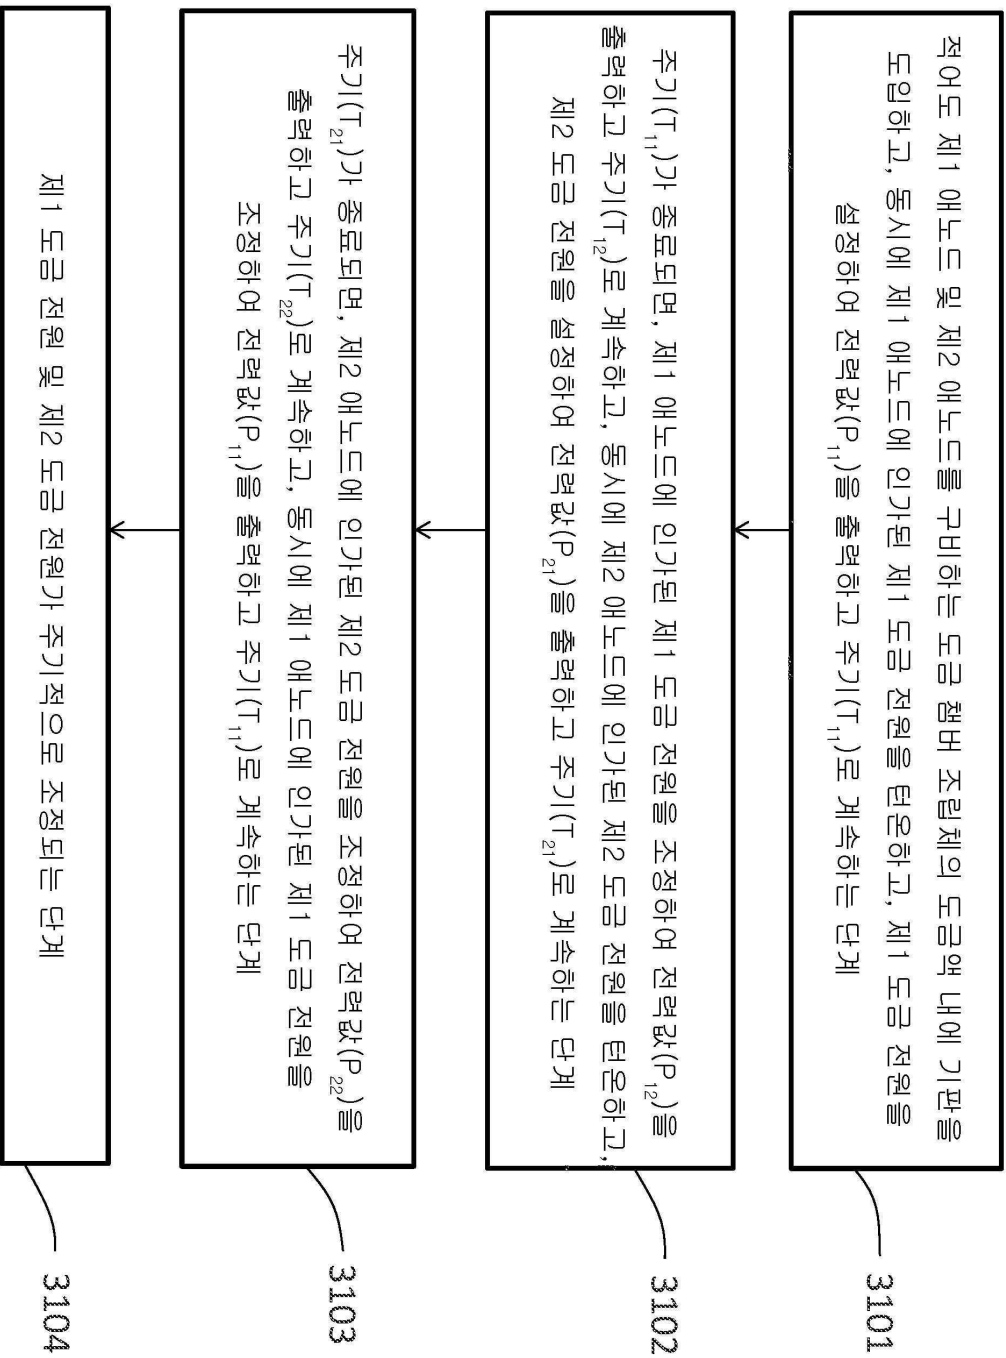 적어도 제1 애노드 및 제2 애노드를 구비하는 도금 챔버 조립체의 도금액 내에 기판을
도입하고, 동시에 제1 애노드에 인가된 제1 도금 전원을 턴온하고, 제1 도금 전원을
설정하여 전력값(P₁₁)을 출력하고 주기(T₁₁)로 계속하는 단계
3101
주기(T₁₁)가 종료되면, 제1 애노드에 인가된 제1 도금 전원을 조정하여 전력값(P₁₂)을
출력하고 주기(T₁₂)로 계속하고, 동시에 제2 애노드에 인가된 제2 도금 전원을 턴온하고,
제2 도금 전원을 설정하여 전력값(P₂₁)을 출력하고 주기(T₂₁)로 계속하는 단계
3102
주기(T₂₁)가 종료되면, 제2 애노드에 인가된 제2 도금 전원을 조정하여 전력값(P₂₂)을
출력하고 주기(T₂₂)로 계속하고, 동시에 제1 애노드에 인가된 제1 도금 전원을
조정하여 전력값(P₁₁)을 출력하고 주기(T₁₁)로 계속하는 단계
3103
제1 도금 전원 및 제2 도금 전원가 주기적으로 조정되는 단계
3104